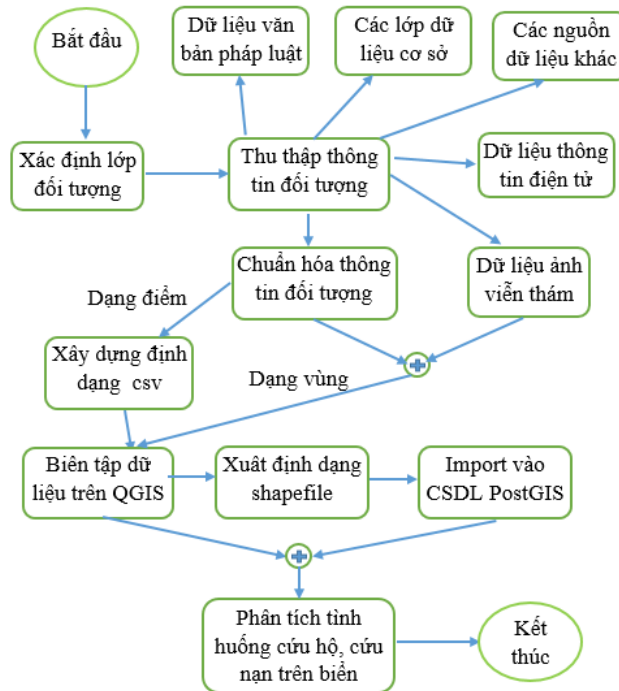 Bắt đầu
Dữ liệu văn
bản pháp luật
Các lớp dữ
liệu cơ sở
Các nguồn
dữ liệu khác
Xác định lớp
đối tượng
Thu thập thông
tin đối tượng
Dữ liệu thông
tin điện tử
Chuẩn hóa thông
tin đối tượng
Dữ liệu ảnh
viễn thám
Dạng điểm
Xây dựng định
dạng csv
Dạng vùng
Biên tập dữ
liệu trên QGIS
Xuất định dạng
shapefile
Import vào
CSDL PostGIS
Phân tích tình
huống cứu hộ, cứu
nạn trên biển
Kết
thúc